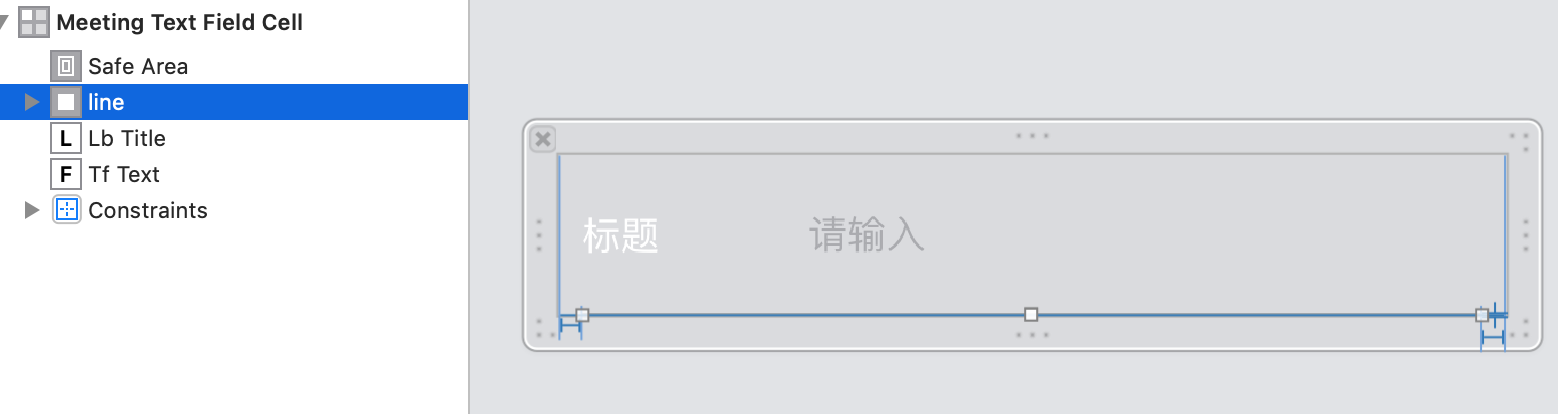 Meeting Text Field Cell
Safe Area
line
L Lb Title
F Tf Text
Constraints
标题 请输入